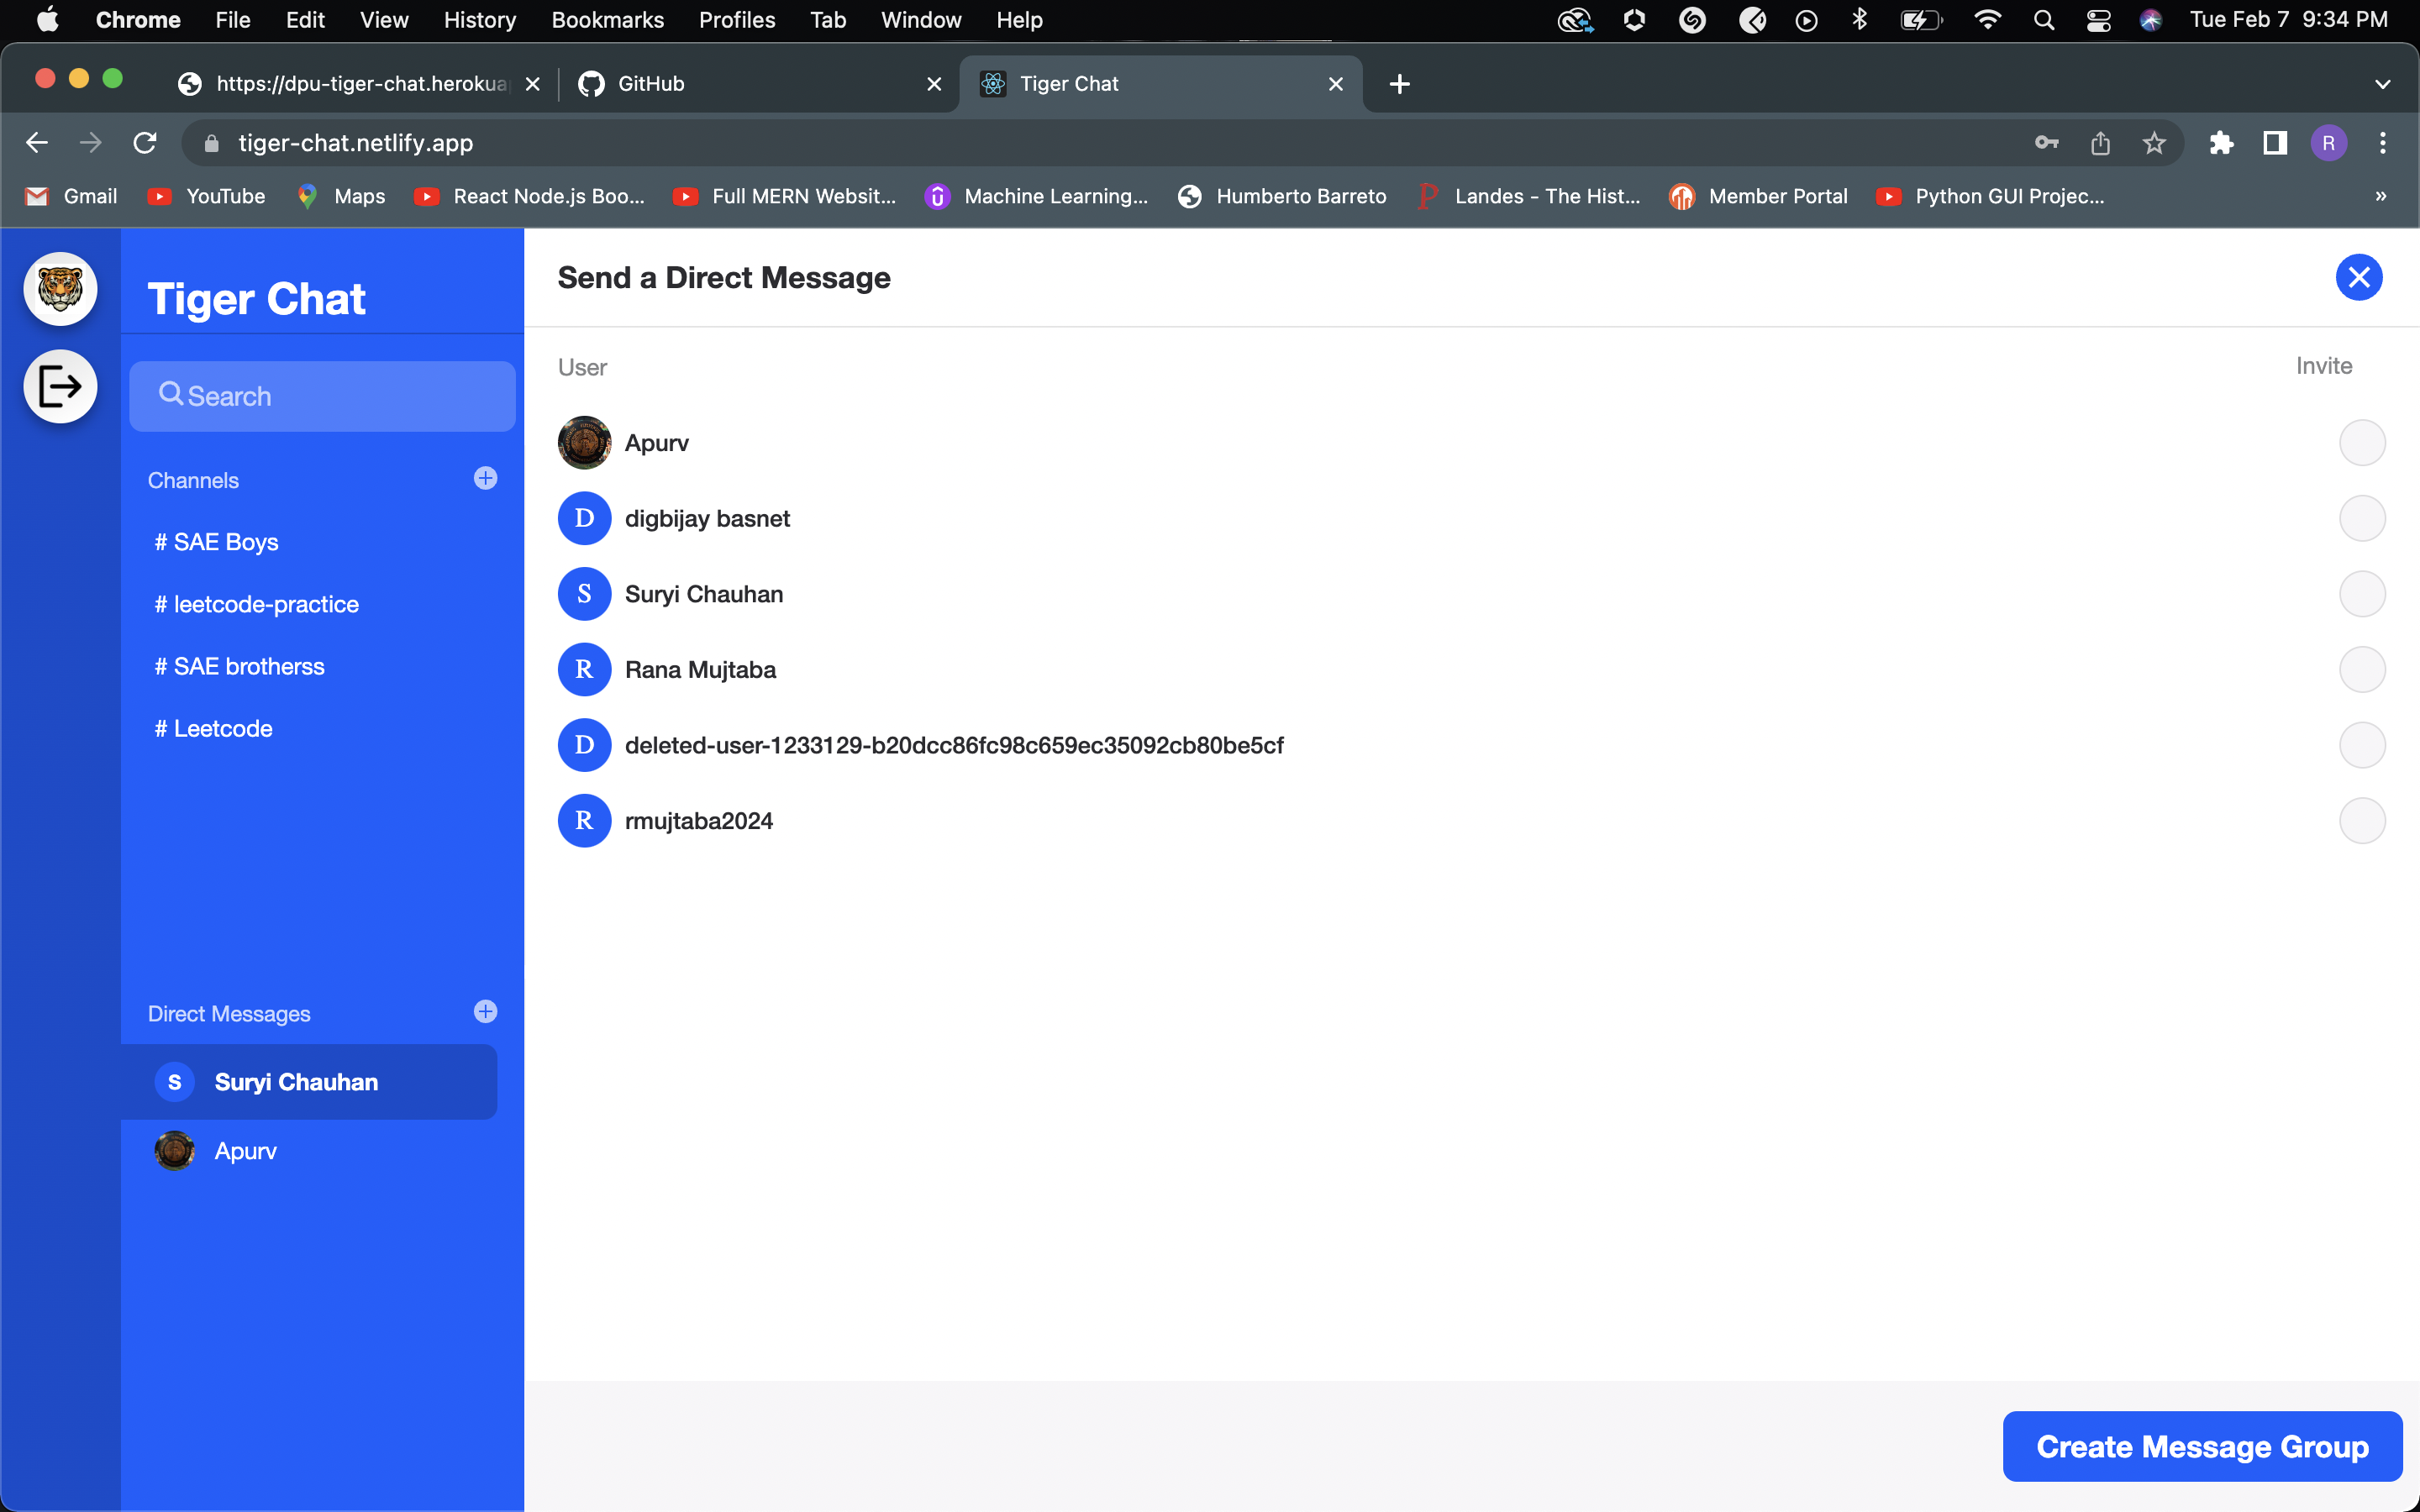 Chrome File Edit View History Bookmarks Profiles Tab Window Help Tue Feb 7 9:34 PM
https://dpu-tiger-chat.herokua GitHub Tiger Chat
tiger-chat.netlify.app R
Gmail YouTube Maps React Node.js Boo... Full MERN Websit... Machine Learning... Humberto Barreto Landes - The Hist... Member Portal Python GUI Projec... »
Tiger Chat
Search
Channels
# SAE Boys
# leetcode-practice
# SAE brotherss
# Leetcode
Direct Messages
S Suryi Chauhan
Apurv
Send a Direct Message
User Invite
Apurv
D digbijay basnet
S Suryi Chauhan
R Rana Mujtaba
D deleted-user-1233129-b20dcc86fc98c659ec35092cb80be5cf
R rmujtaba2024
Create Message Group